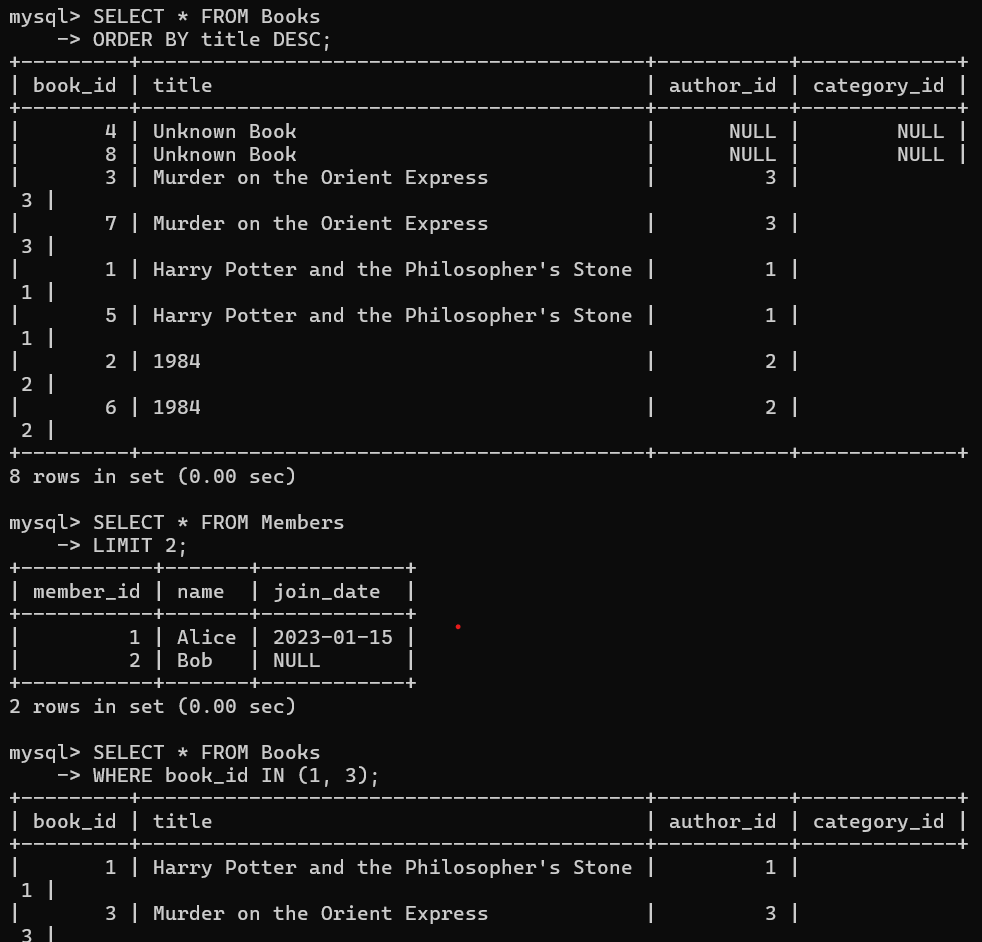 mysql> SELECT * FROM Books
    -> ORDER BY title DESC;
+---------+------------------------------------------+-----------+-------------+
| book_id | title                                    | author_id | category_id |
+---------+------------------------------------------+-----------+-------------+
|       4 | Unknown Book                             |      NULL |        NULL |
|       8 | Unknown Book                             |      NULL |        NULL |
|       3 | Murder on the Orient Express             |         3 |
 3 |
|       7 | Murder on the Orient Express             |         3 |
 3 |
|       1 | Harry Potter and the Philosopher's Stone |         1 |
 1 |
|       5 | Harry Potter and the Philosopher's Stone |         1 |
 1 |
|       2 | 1984                                     |         2 |
 2 |
|       6 | 1984                                     |         2 |
 2 |
+---------+------------------------------------------+-----------+-------------+
8 rows in set (0.00 sec)

mysql> SELECT * FROM Members
    -> LIMIT 2;
+-----------+-------+------------+
| member_id | name  | join_date  |
+-----------+-------+------------+
|         1 | Alice | 2023-01-15 |
|         2 | Bob   | NULL       |
+-----------+-------+------------+
2 rows in set (0.00 sec)

mysql> SELECT * FROM Books
    -> WHERE book_id IN (1, 3);
+---------+------------------------------------------+-----------+-------------+
| book_id | title                                    | author_id | category_id |
+---------+------------------------------------------+-----------+-------------+
|       1 | Harry Potter and the Philosopher's Stone |         1 |
 1 |
|       3 | Murder on the Orient Express             |         3 |
 3 |